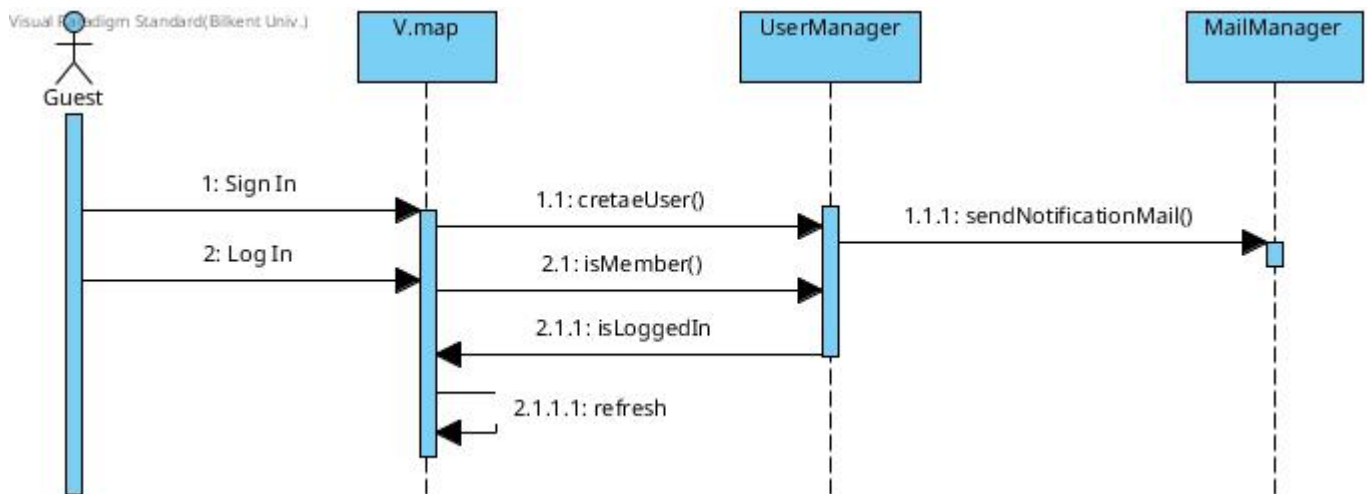 Visual Paradigm Standard(Bilkent Univ.)
V.map
UserManager
MailManager
Guest
1: Sign In
1.1: cretaeUser()
1.1.1: sendNotificationMail()
2: Log In
2.1: isMember()
2.1.1: isLoggedIn
2.1.1.1: refresh